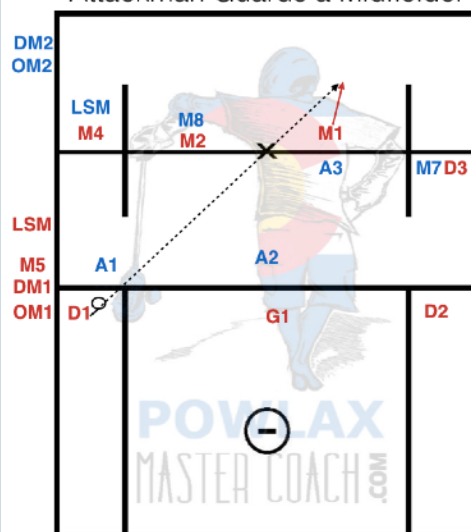 Attackman Guards a Midfielder
DM2
OM2
LSM
M8
M4
M2
M1
X
A3
M7 D3
LSM
M5
A1
A2
DM1
OM1
D1
G1
D2
POWLAX
MASTER COACH
.COM